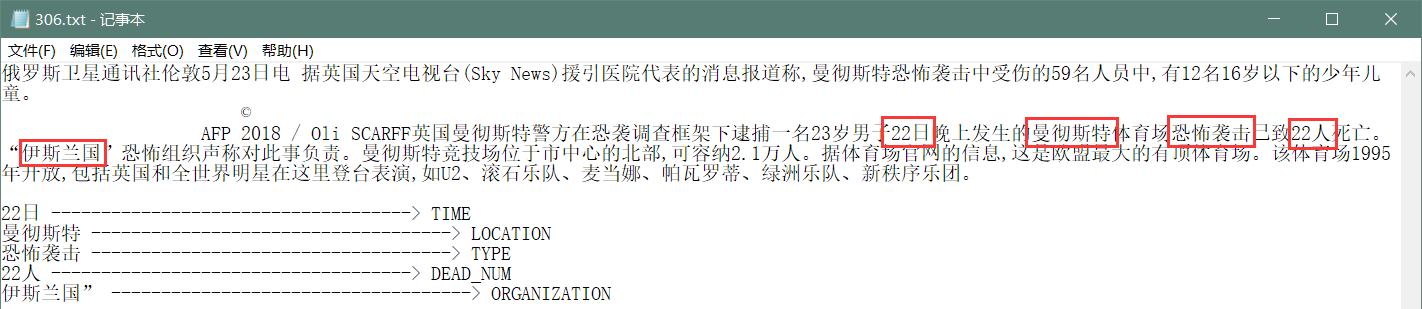 306.txt - 记事本
文件(F) 编辑(E) 格式(O) 查看(V) 帮助(H)
俄罗斯卫星通讯社伦敦5月23日电 据英国天空电视台(Sky News)援引医院代表的消息报道称,曼彻斯特恐怖袭击中受伤的59名人员中,有12名16岁以下的少年儿
童。
©
AFP 2018 / Oli SCARFF英国曼彻斯特警方在恐袭调查框架下逮捕一名23岁男子22日晚上发生的曼彻斯特体育场恐怖袭击已致22人死亡。
“伊斯兰国”恐怖组织声称对此事负责。曼彻斯特竞技场位于市中心的北部,可容纳2.1万人。据体育场官网的信息,这是欧盟最大的有顶体育场。该体育场1995
年开放,包括英国和全世界明星在这里登台表演,如U2、滚石乐队、麦当娜、帕瓦罗蒂、绿洲乐队、新秩序乐团。
22日 ------------------------------------> TIME
曼彻斯特 ------------------------------------> LOCATION
恐怖袭击 ------------------------------------> TYPE
22人 ------------------------------------> DEAD_NUM
伊斯兰国” ------------------------------------> ORGANIZATION